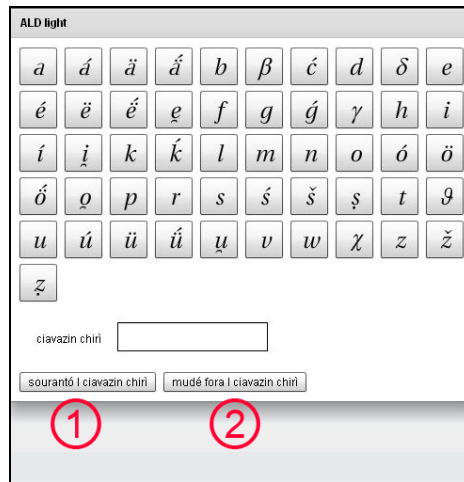 ALD light
a á ä ä́ b β ć d δ e
é ë ë́ e̯ f g ǵ γ h i
í i̯ k ḱ l m n o ó ö
ö́ o̯ p r s ś š ṣ t ϑ
u ú ü ǘ u̯ v w χ z ž
ẓ
ciavazin chirì
sourantó l ciavazin chirì mudé fora l ciavazin chirì
1 2